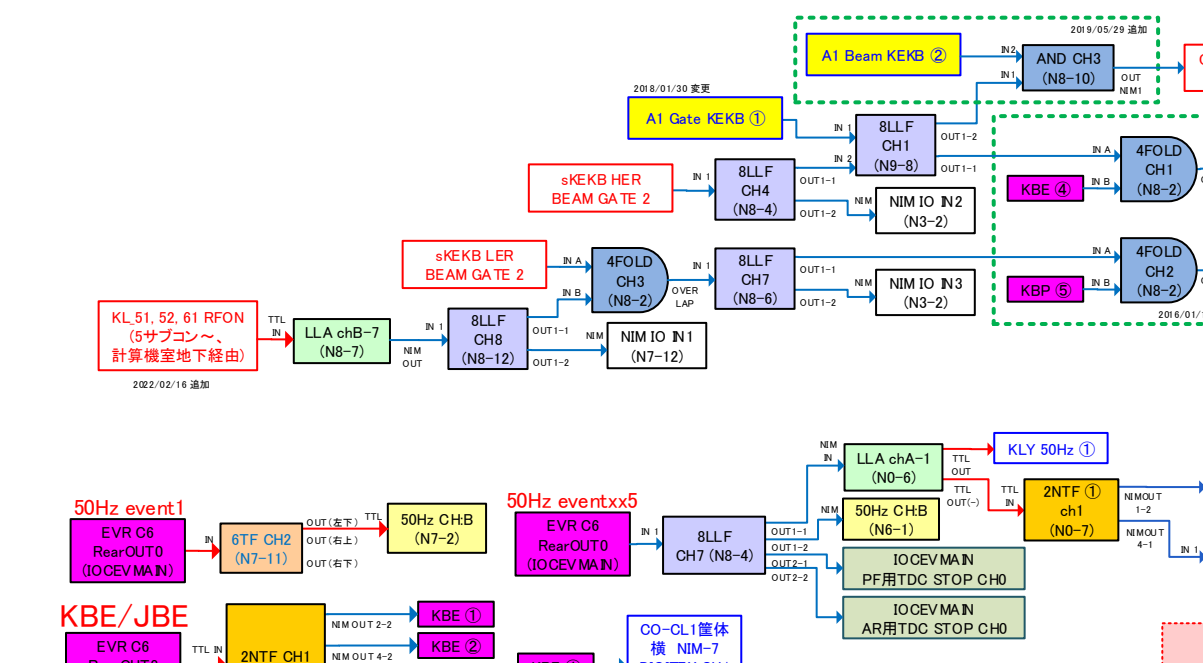 2019/05/29 追加
A1 Beam KEKB ②
IN2
IN1
AND CH3
(N8-10)
OUT
NIM1
2018/01/30 変更
A1 Gate KEKB ①
IN 1
IN 2
8LLF
CH1
(N9-8)
OUT1-2
OUT1-1
IN A
IN B
4FOLD
CH1
(N8-2)
KBE ④
sKEKB HER
BEAM GATE 2
IN 1
8LLF
CH4
(N8-4)
OUT1-1
OUT1-2
NIM
NIM IO IN2
(N3-2)
sKEKB LER
BEAM GATE 2
IN A
IN B
4FOLD
CH3
(N8-2)
OVER
LAP
IN 1
8LLF
CH7
(N8-6)
OUT1-1
OUT1-2
NIM
NIM IO IN3
(N3-2)
IN A
IN B
4FOLD
CH2
(N8-2)
KBP ⑤
2016/01/1
KL_51, 52, 61 RFON
(5サブコン～、
計算機室地下経由)
2022/02/16 追加
TTL
IN
LLA chB-7
(N8-7)
NIM
OUT
IN 1
8LLF
CH8
(N8-12)
OUT1-1
OUT1-2
NIM
NIM IO IN1
(N7-12)
50Hz event1
EVR C6
RearOUT0
(IOCEVMAIN)
IN
6TF CH2
(N7-11)
OUT(左下)
OUT(右上)
OUT(右下)
TTL
50Hz CH:B
(N7-2)
50Hz eventxx5
EVR C6
RearOUT0
(IOCEVMAIN)
IN 1
8LLF
CH7 (N8-4)
OUT1-1
OUT1-2
OUT2-1
OUT2-2
NIM
IN
LLA chA-1
(N0-6)
TTL
OUT
TTL
OUT(-)
KLY 50Hz ①
NIM
50Hz CH:B
(N6-1)
TTL
IN
2NTF ①
ch1
(N0-7)
NIMOUT
1-2
NIMOUT
4-1
IN 1
IOCEVMAIN
PF用TDC STOP CH0
IOCEVMAIN
AR用TDC STOP CH0
KBE/JBE
EVR C6
TTL IN
2NTF CH1
NIMOUT 2-2
NIMOUT 4-2
KBE ①
KBE ②
CO-CL1筐体
横 NIM-7